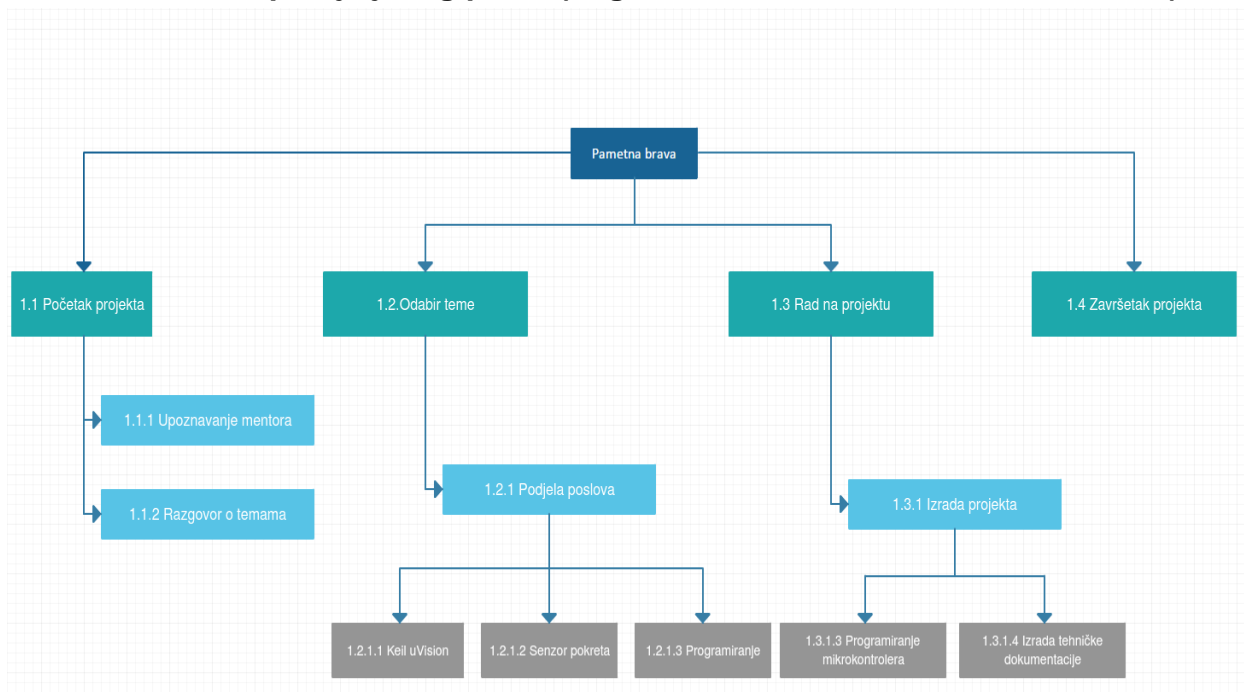 Pametna brava
1.1 Početak projekta
1.2.Odabir teme
1.3 Rad na projektu
1.4 Završetak projekta
1.1.1 Upoznavanje mentora
1.2.1 Podjela poslova
1.3.1 Izrada projekta
1.1.2 Razgovor o temama
1.2.1.1 Keil uVision
1.2.1.2 Senzor pokreta
1.2.1.3 Programiranje
1.3.1.3 Programiranje
mikrokontrolera
1.3.1.4 Izrada tehničke
dokumentacije